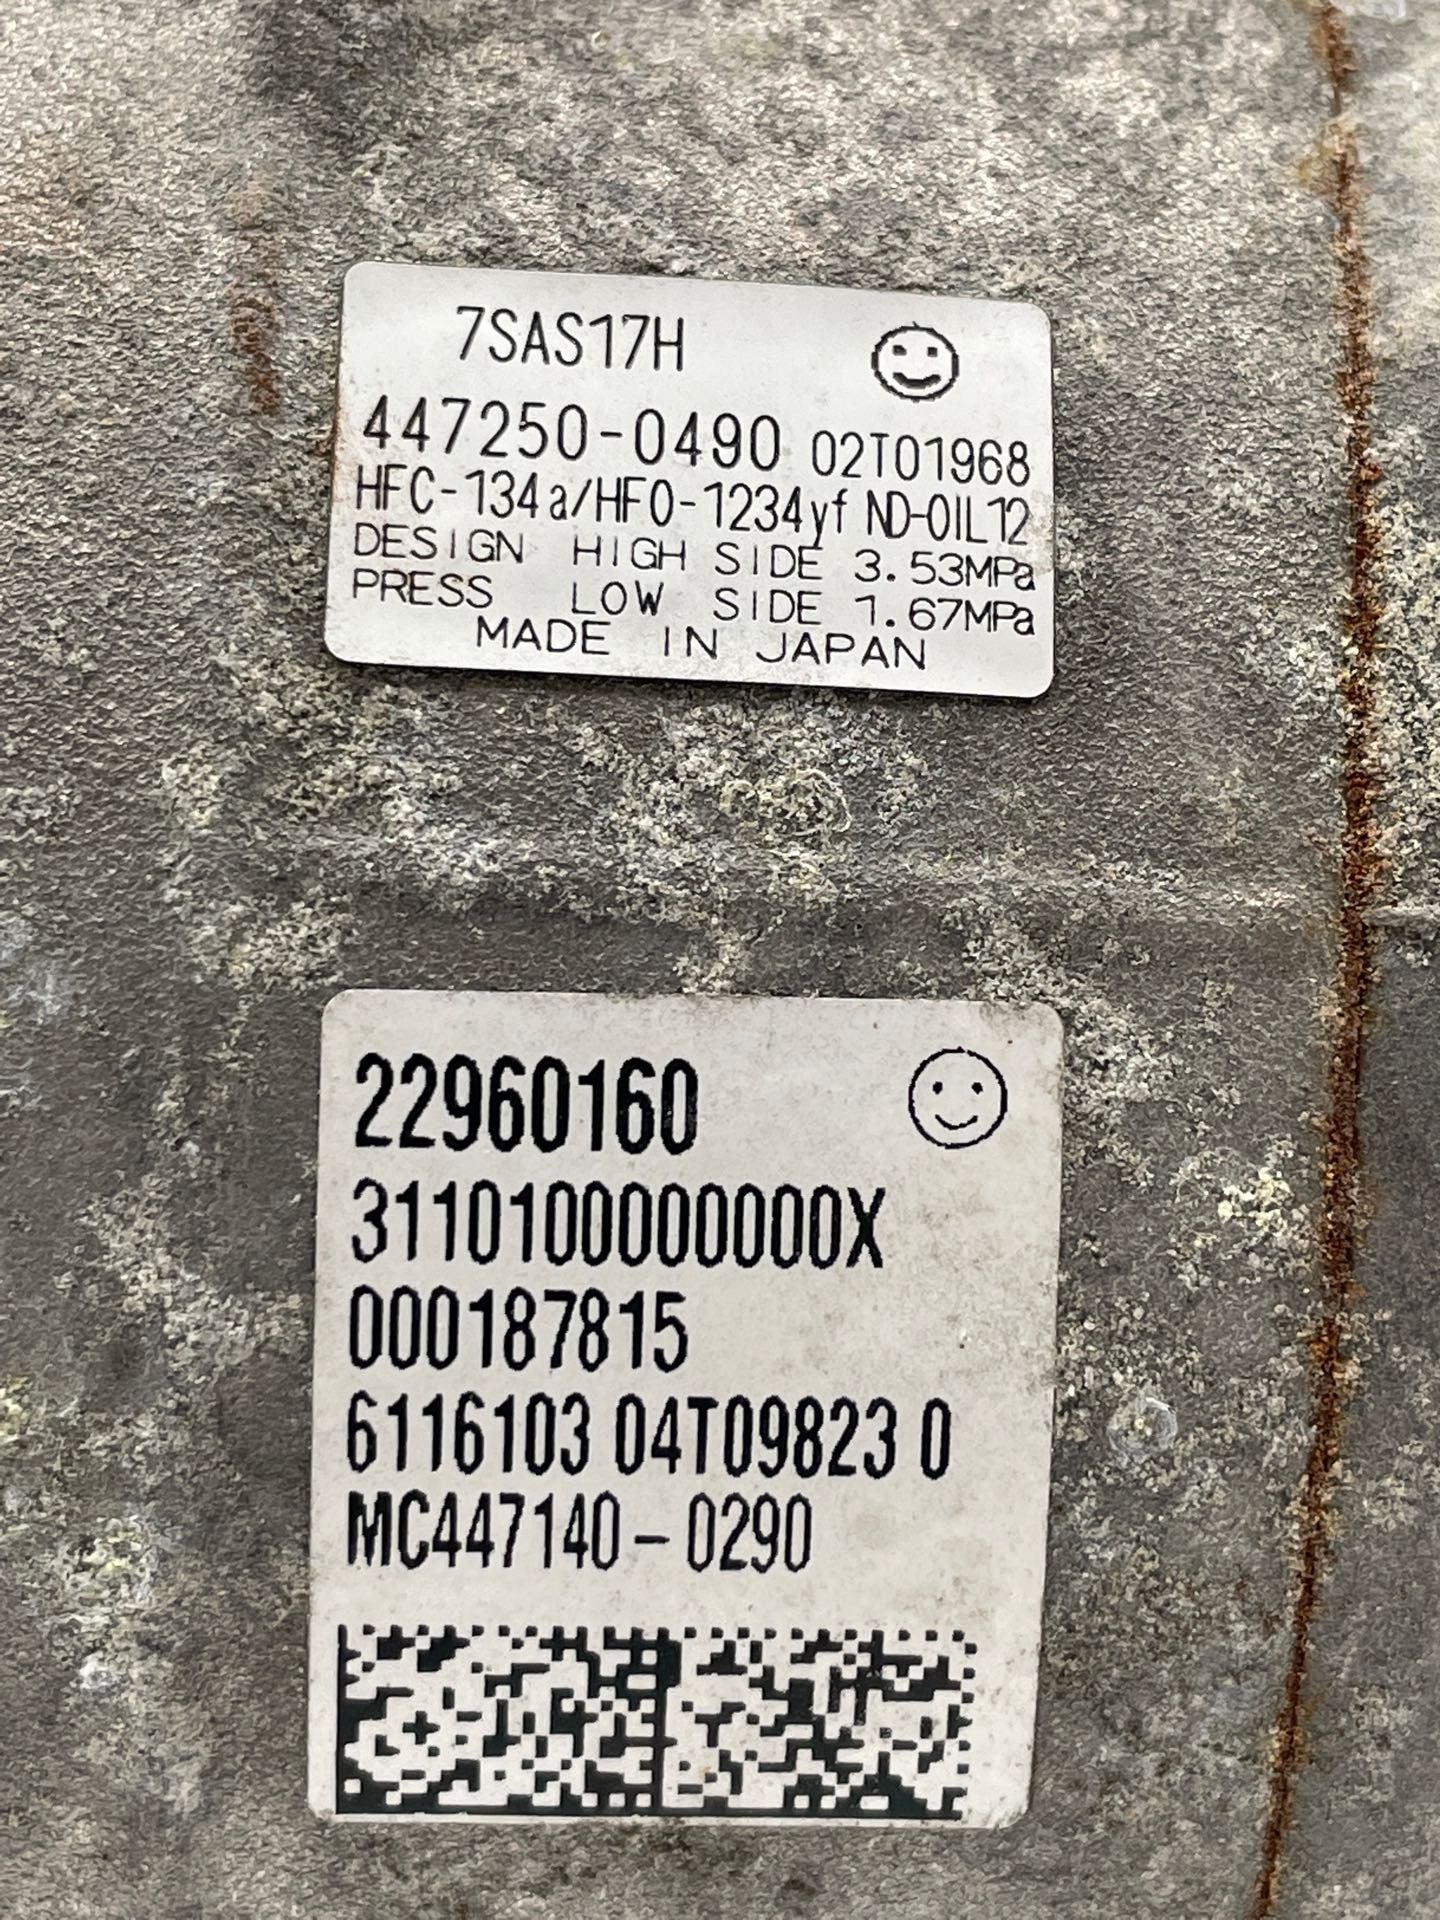 7SAS17H
447250-0490 02T01968
HFC-134a/HFO-1234yf ND-OIL12
DESIGN HIGH SIDE 3.53MPa
PRESS LOW SIDE 1.67MPa
MADE IN JAPAN
22960160
3110100000000X
000187815
6116103 04T09823 0
MC447140-0290